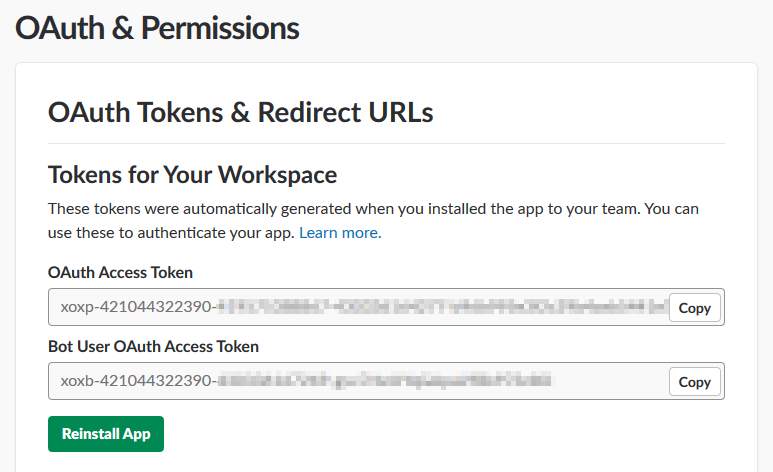 OAuth & Permissions
OAuth Tokens & Redirect URLs
Tokens for Your Workspace
These tokens were automatically generated when you installed the app to your team. You can
use these to authenticate your app. Learn more.
OAuth Access Token
xoxp-421044322390-
Copy
Bot User OAuth Access Token
xoxb-421044322390-
Copy
Reinstall App